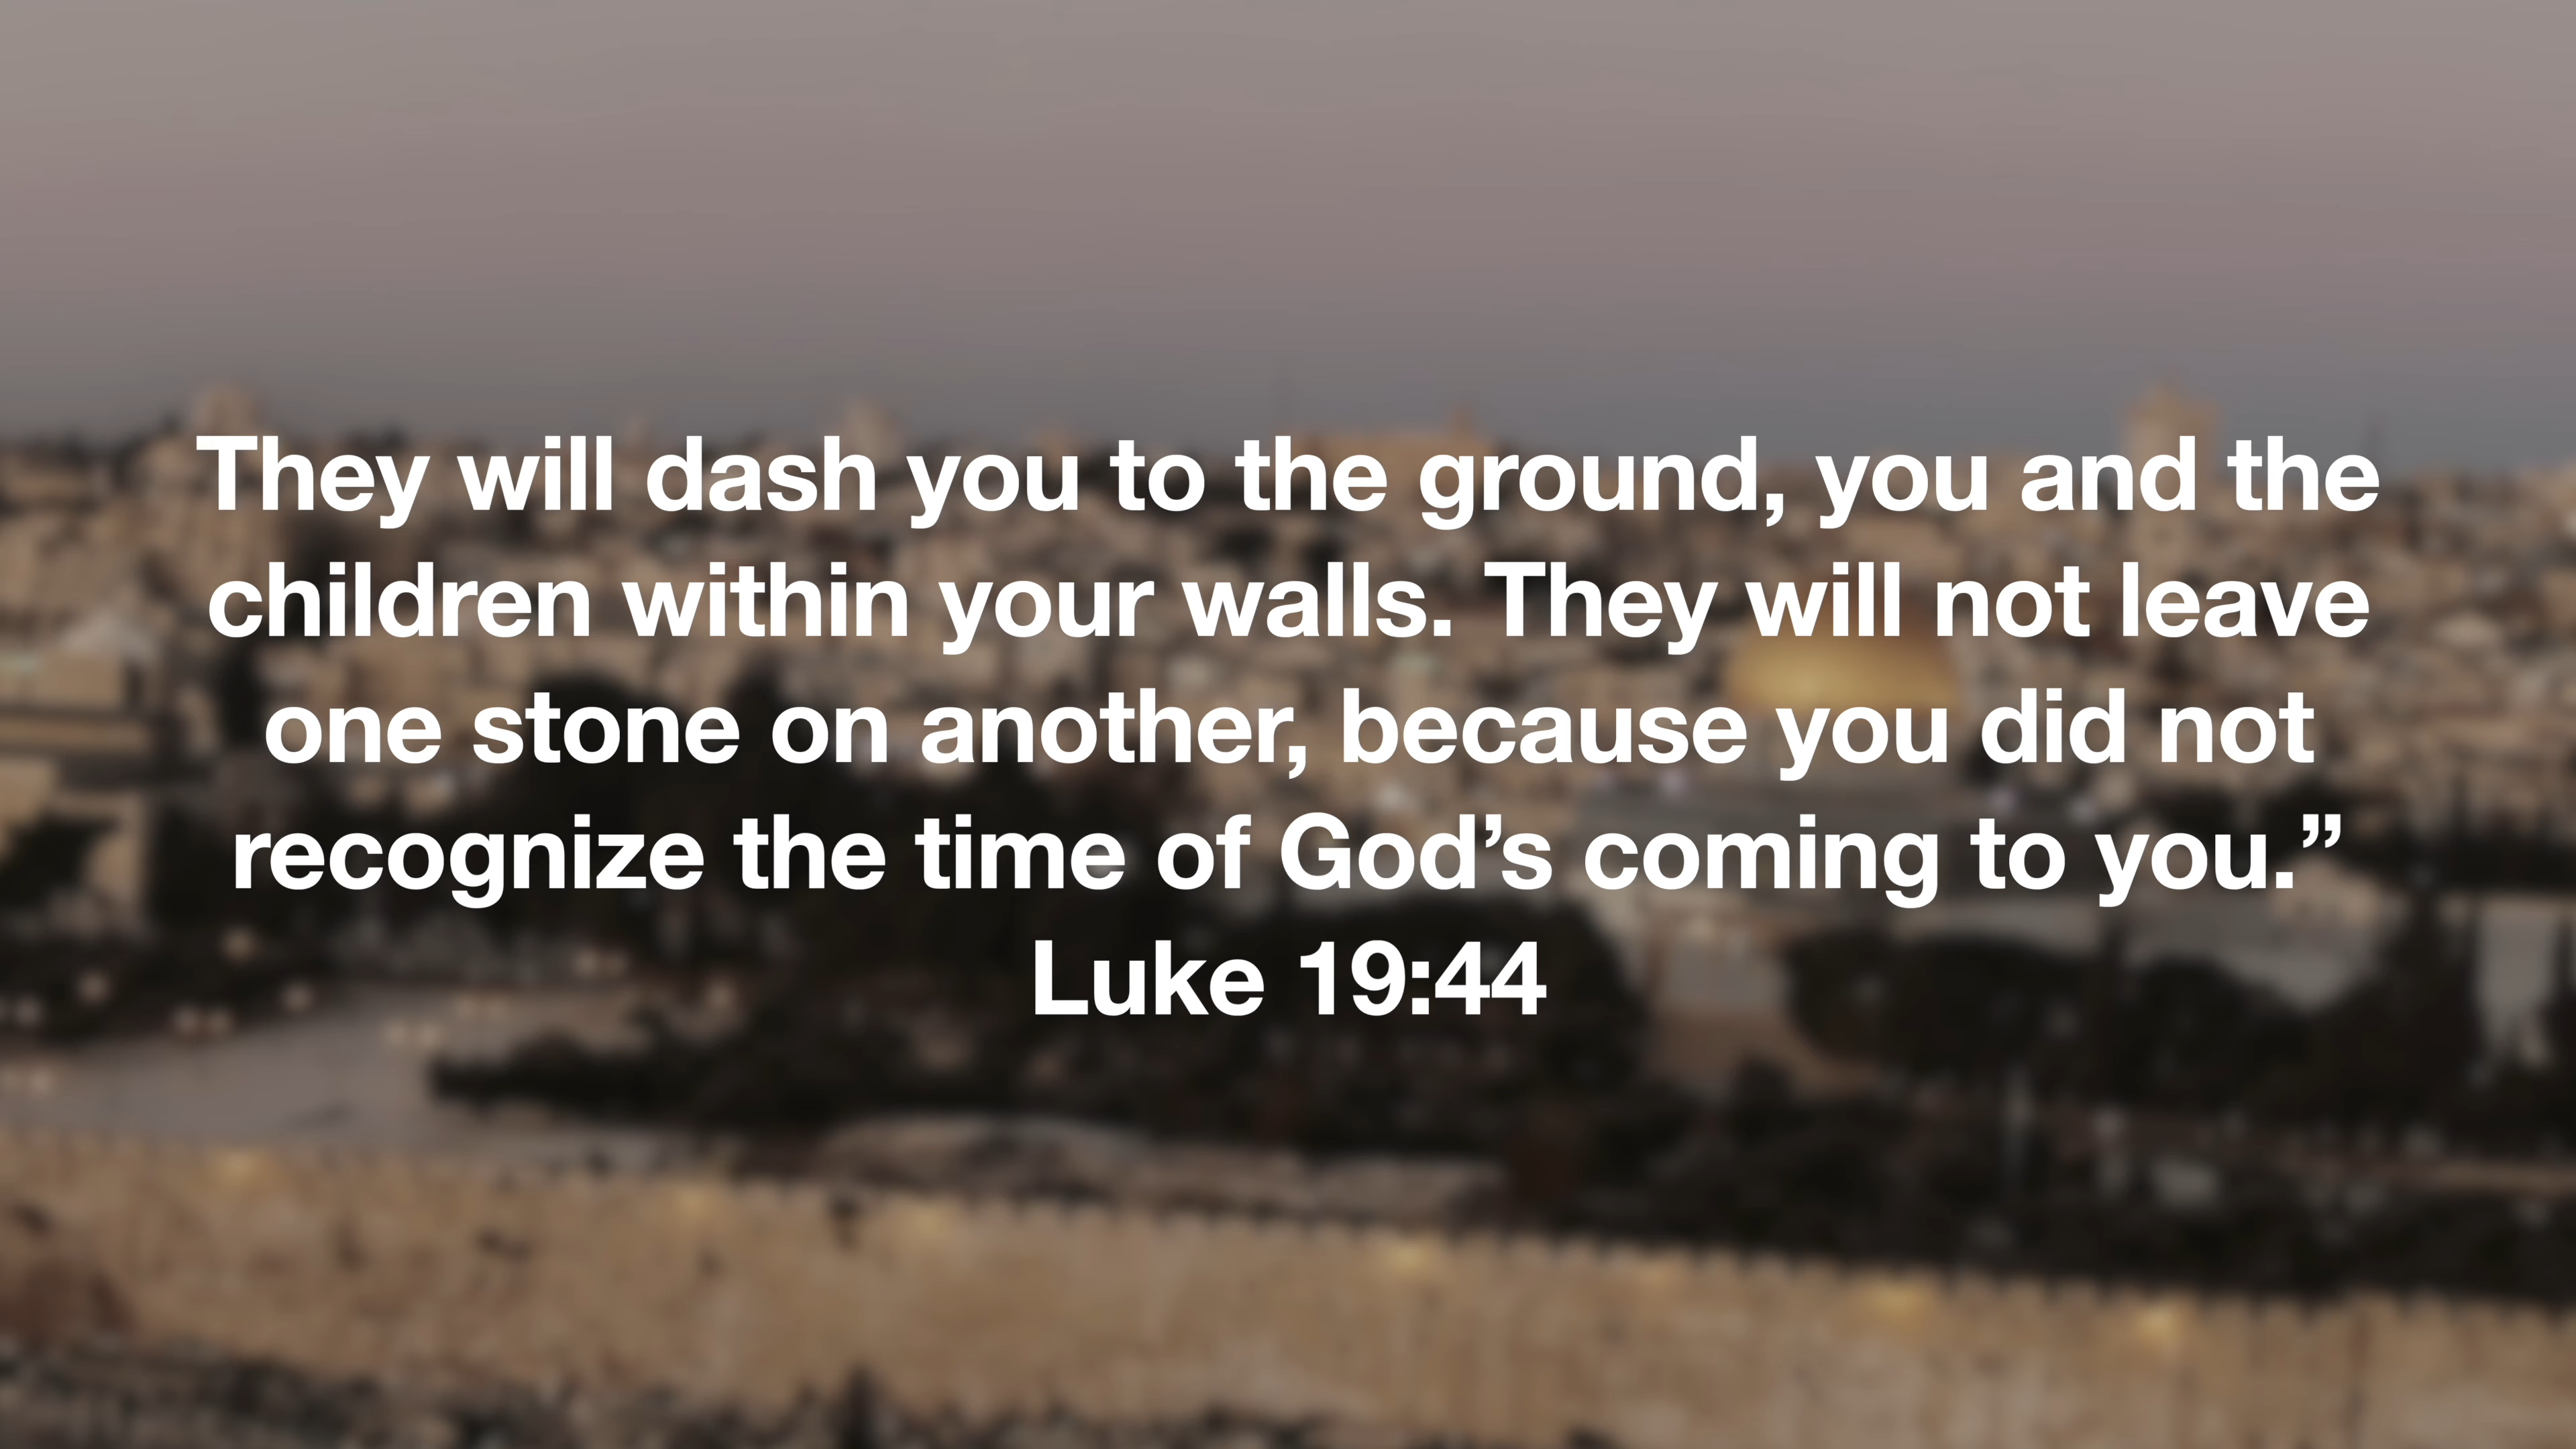 They will dash you to the ground, you and the
children within your walls. They will not leave
one stone on another, because you did not
recognize the time of God’s coming to you.”
Luke 19:44